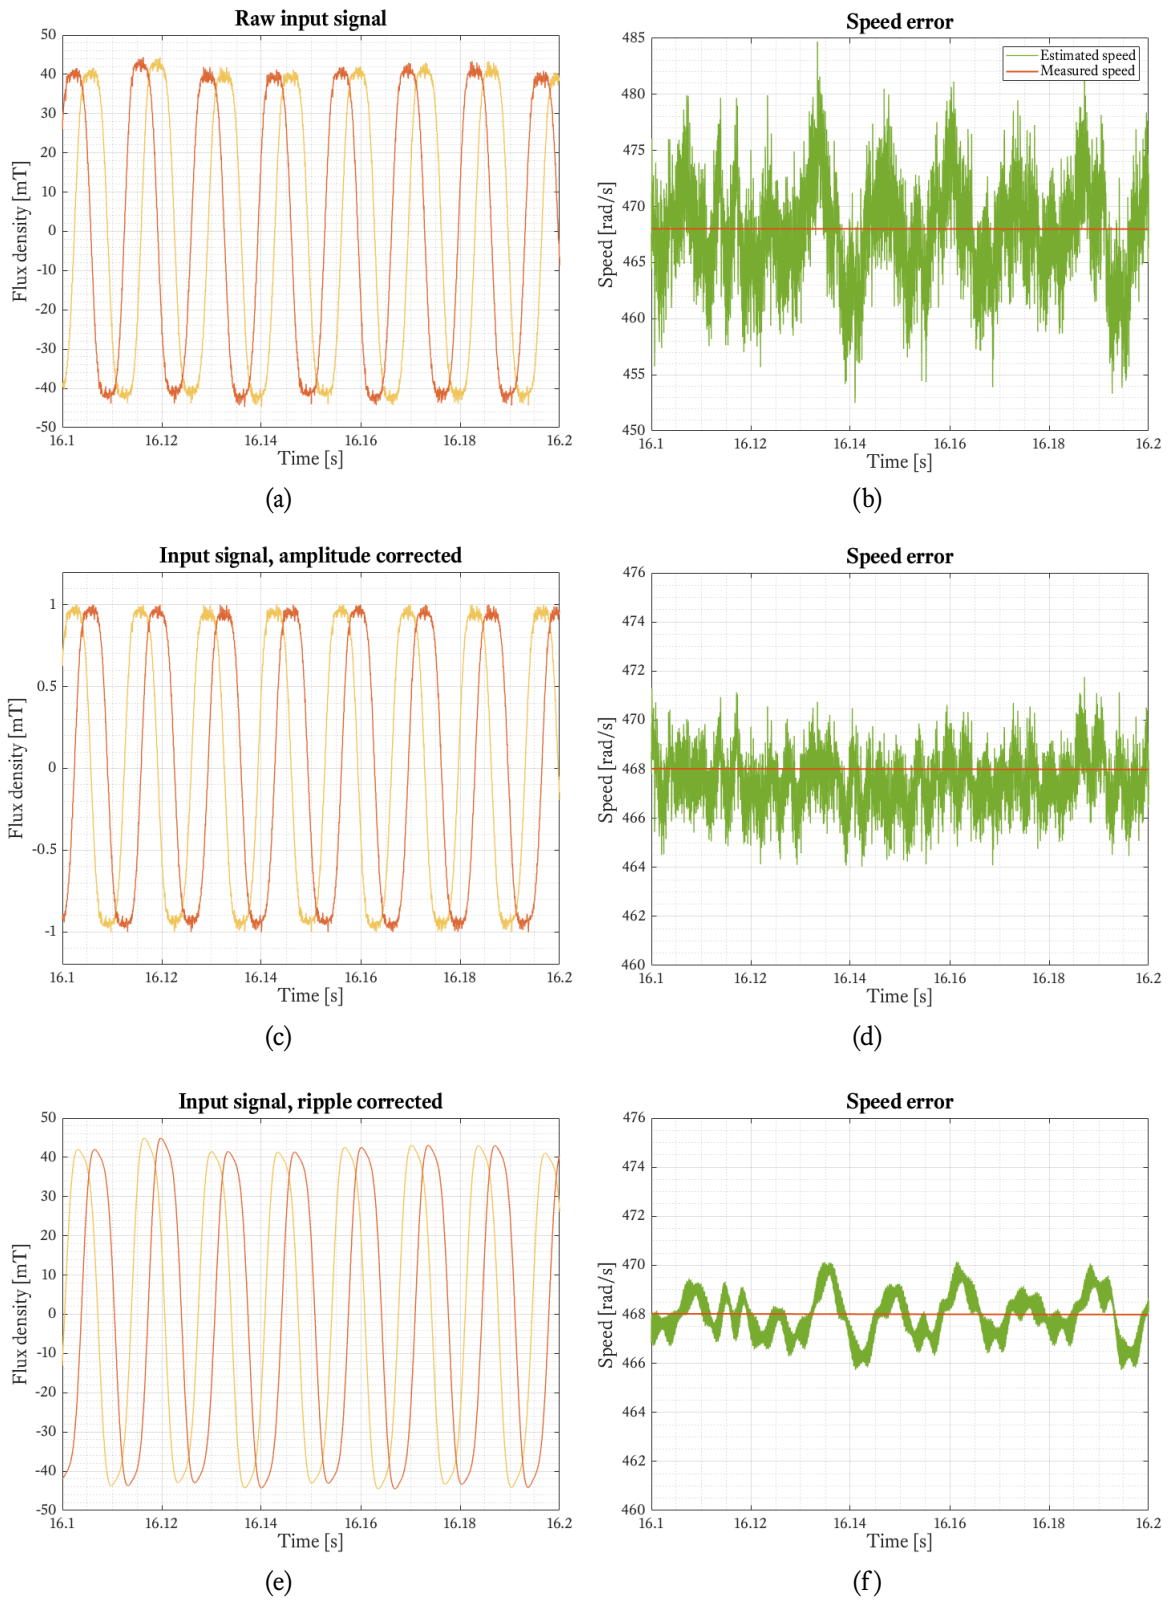 Raw input signal
50
40
30
20
10
0
-10
-20
-30
-40
-50
Flux density [mT]
16.1 16.12 16.14 16.16 16.18 16.2
Time [s]
(a)
Speed error
485
480
475
470
465
460
455
450
Speed [rad/s]
Estimated speed
Measured speed
16.1 16.12 16.14 16.16 16.18 16.2
Time [s]
(b)
Input signal, amplitude corrected
1
0.5
0
-0.5
-1
Flux density [mT]
16.1 16.12 16.14 16.16 16.18 16.2
Time [s]
(c)
Speed error
476
474
472
470
468
466
464
462
460
Speed [rad/s]
16.1 16.12 16.14 16.16 16.18 16.2
Time [s]
(d)
Input signal, ripple corrected
50
40
30
20
10
0
-10
-20
-30
-40
-50
Flux density [mT]
16.1 16.12 16.14 16.16 16.18 16.2
Time [s]
(e)
Speed error
476
474
472
470
468
466
464
462
460
Speed [rad/s]
16.1 16.12 16.14 16.16 16.18 16.2
Time [s]
(f)